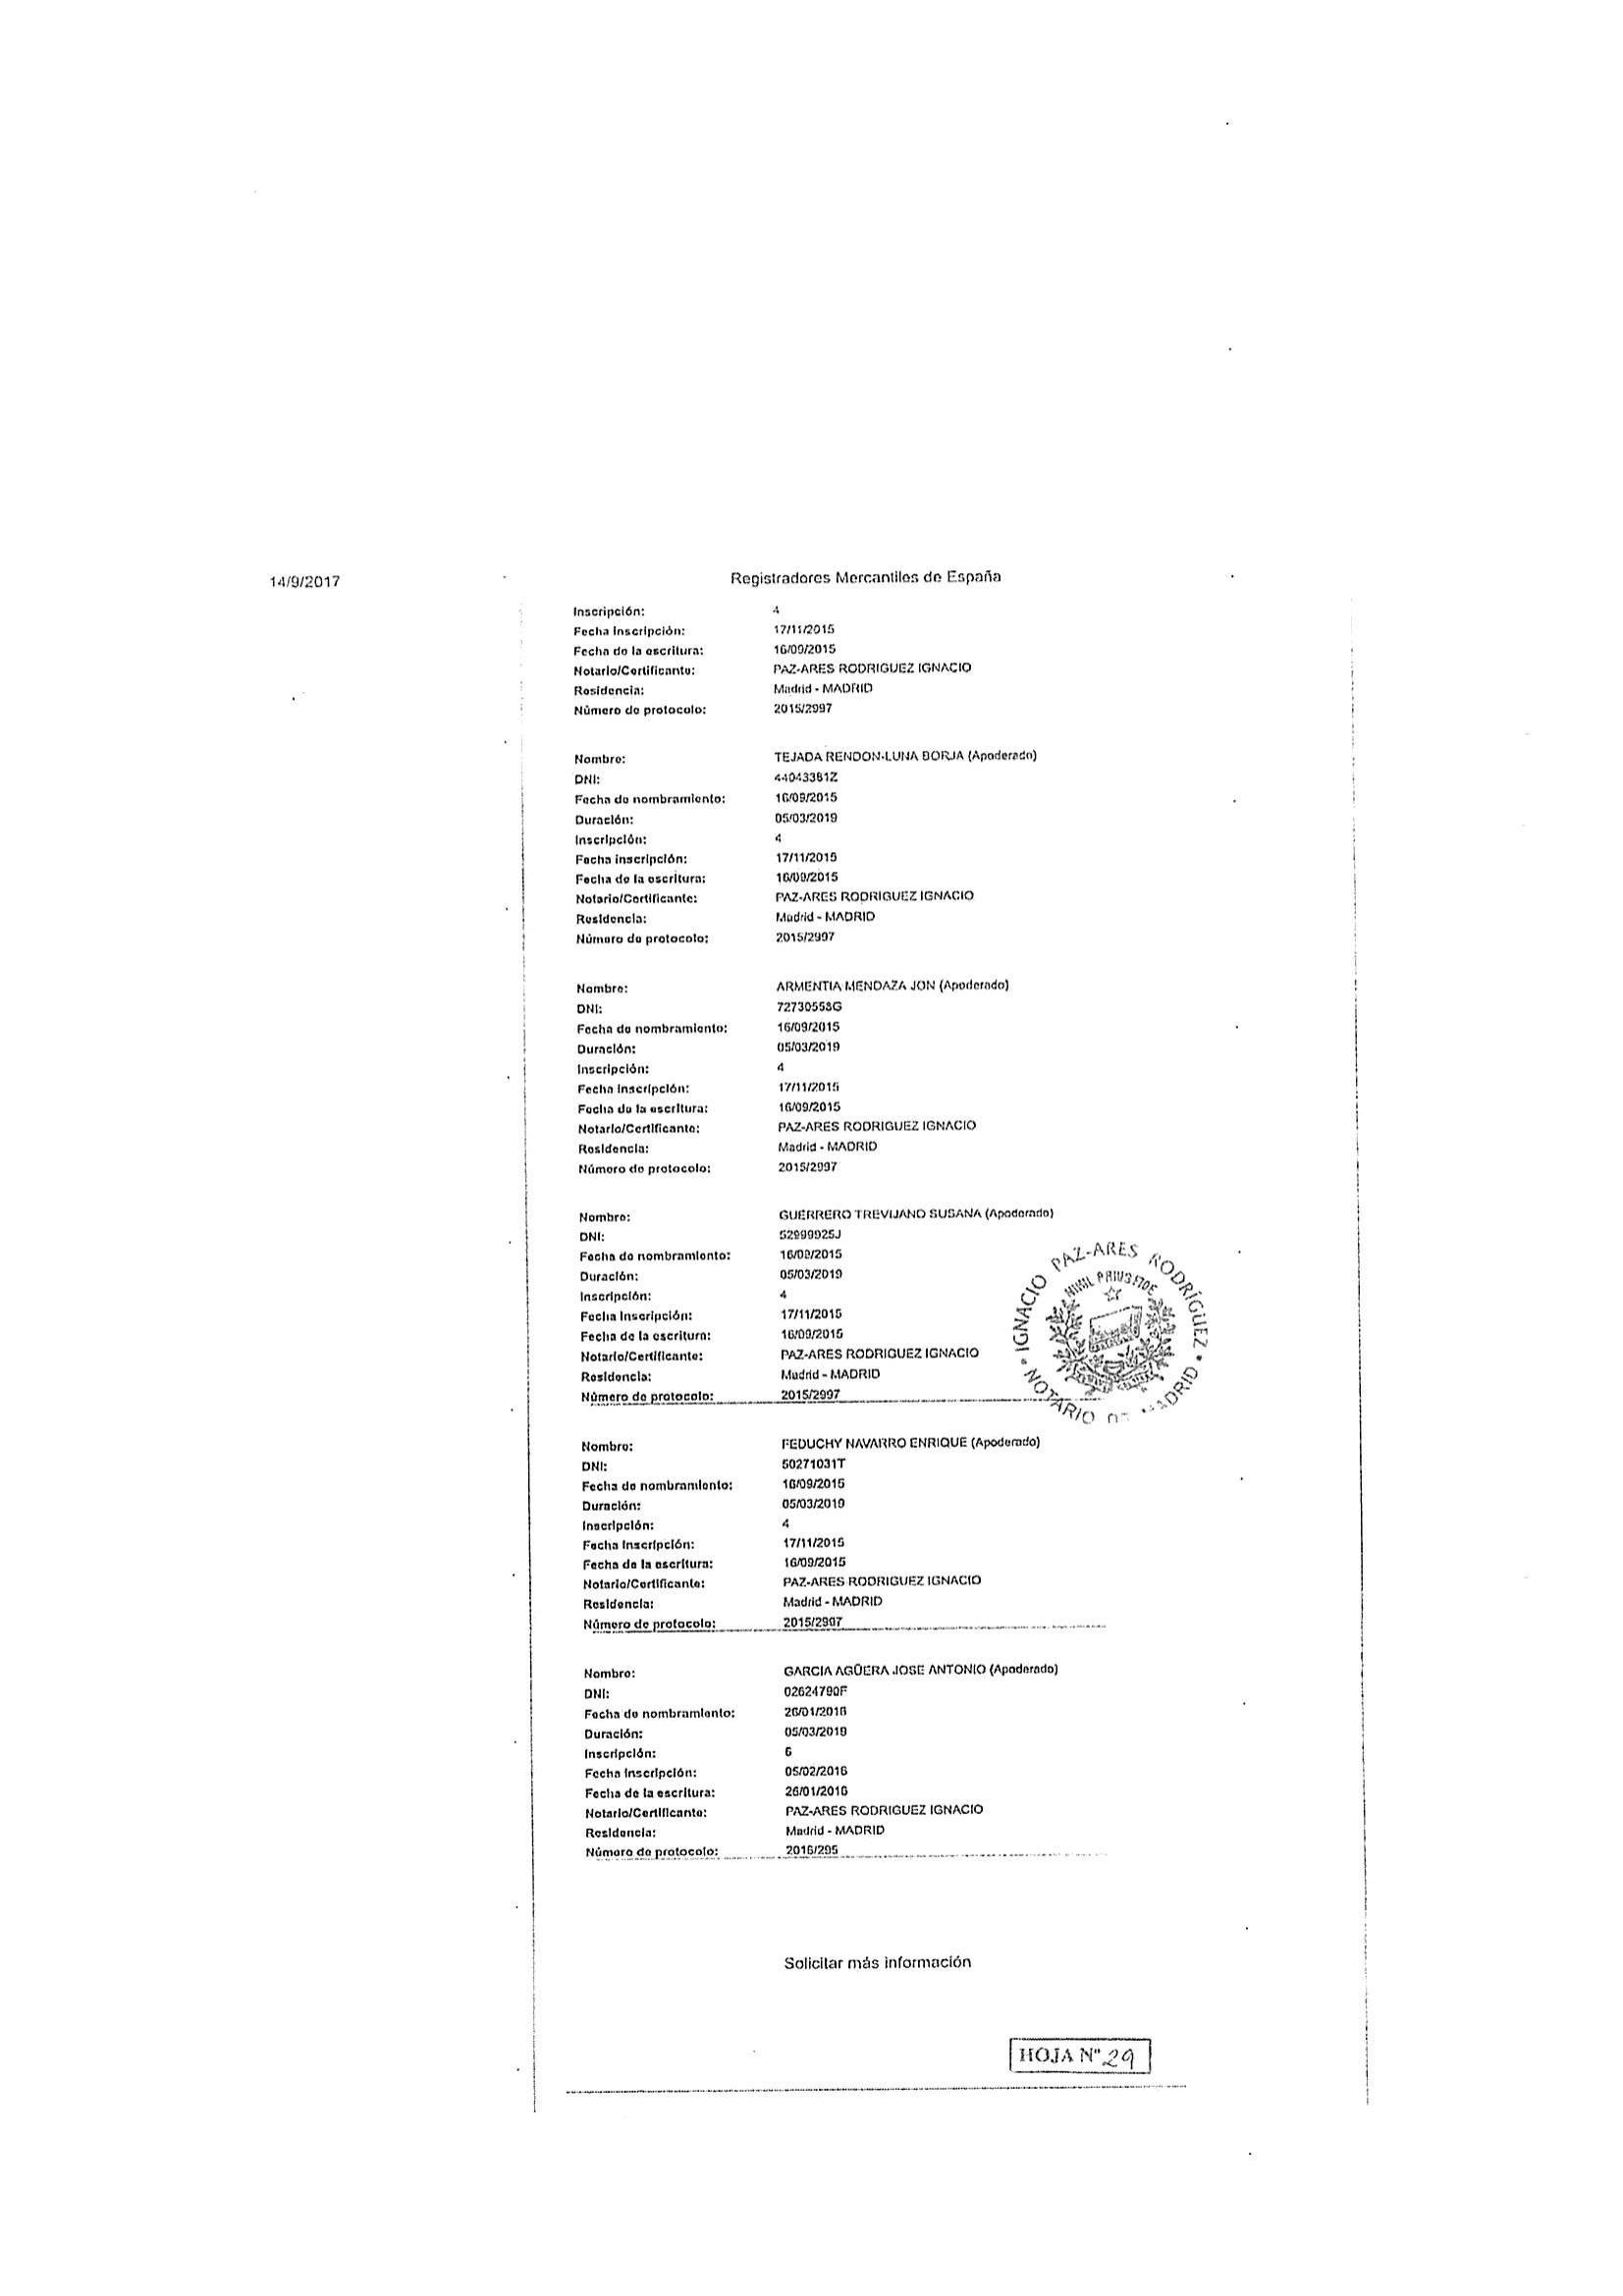 14/9/2017 Registradores Mercantiles de España
Inscripción: 4
Fecha inscripción: 17/11/2015
Fecha de la escritura: 16/09/2015
Notario/Certificante: PAZ-ARES RODRIGUEZ IGNACIO
Residencia: Madrid - MADRID
Número de protocolo: 2015/2997
Nombre: TEJADA RENDON-LUNA BORJA (Apoderado)
DNI: 44043381Z
Fecha de nombramiento: 16/09/2015
Duración: 05/03/2019
Inscripción: 4
Fecha inscripción: 17/11/2015
Fecha de la escritura: 16/09/2015
Notario/Certificante: PAZ-ARES RODRIGUEZ IGNACIO
Residencia: Madrid - MADRID
Número de protocolo: 2015/2997
Nombre: ARMENTIA MENDAZA JON (Apoderado)
DNI: 72730558G
Fecha de nombramiento: 16/09/2015
Duración: 05/03/2019
Inscripción: 4
Fecha inscripción: 17/11/2015
Fecha de la escritura: 16/09/2015
Notario/Certificante: PAZ-ARES RODRIGUEZ IGNACIO
Residencia: Madrid - MADRID
Número de protocolo: 2015/2997
Nombre: GUERRERO TREVIJANO SUSANA (Apoderado)
DNI: 52999925J
Fecha de nombramiento: 16/09/2015
Duración: 05/03/2019
Inscripción: 4
Fecha inscripción: 17/11/2015
Fecha de la escritura: 16/09/2015
Notario/Certificante: PAZ-ARES RODRIGUEZ IGNACIO
Residencia: Madrid - MADRID
Número de protocolo: 2015/2997
• IGNACIO PAZ-ARES RODRÍGUEZ •
NIHIL PRIUS FIDE
NOTARIO DE MADRID
Nombre: FEDUCHY NAVARRO ENRIQUE (Apoderado)
DNI: 50271031T
Fecha de nombramiento: 16/09/2015
Duración: 05/03/2019
Inscripción: 4
Fecha inscripción: 17/11/2015
Fecha de la escritura: 16/09/2015
Notario/Certificante: PAZ-ARES RODRIGUEZ IGNACIO
Residencia: Madrid - MADRID
Número de protocolo: 2015/2997
Nombre: GARCIA AGÜERA JOSE ANTONIO (Apoderado)
DNI: 02624790F
Fecha de nombramiento: 26/01/2016
Duración: 05/03/2019
Inscripción: 6
Fecha inscripción: 05/02/2016
Fecha de la escritura: 26/01/2016
Notario/Certificante: PAZ-ARES RODRIGUEZ IGNACIO
Residencia: Madrid - MADRID
Número de protocolo: 2016/295
Solicitar más información
HOJA Nº 29